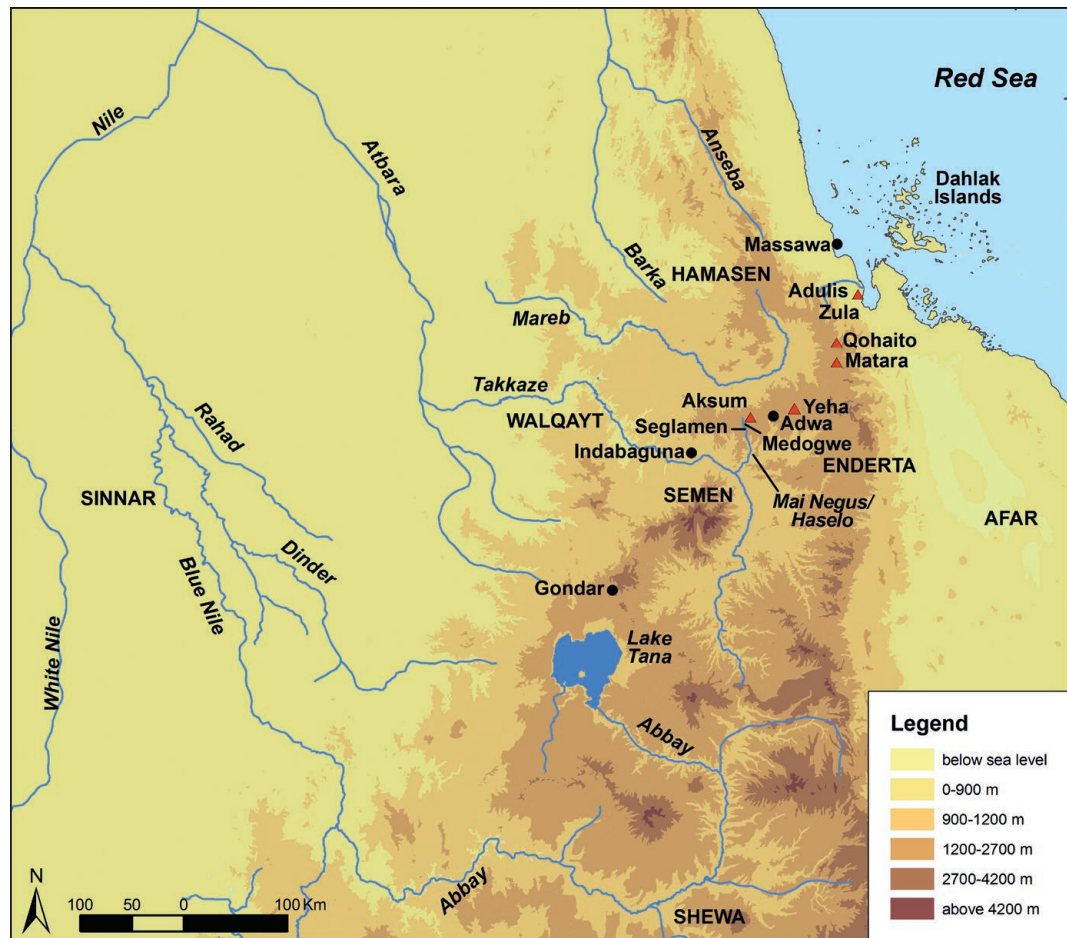 Red Sea
Nile
Atbara
Anseba
Dahlak
Islands
Massawa
Barka
HAMASEN
Adulis
Zula
Mareb
Qohaito
Matara
Takkaze
Aksum
Yeha
WALQAYT
Seglamen
Adwa
Medogwe
Rahad
Indabaguna
ENDERTA
SINNAR
SEMEN
Mai Negus/
Haselo
AFAR
Dinder
Blue Nile
Gondar
White Nile
Lake
Tana
Abbay
Legend
below sea level
0-900 m
900-1200 m
1200-2700 m
2700-4200 m
above 4200 m
N
100 50 0 100 Km
Abbay
SHEWA